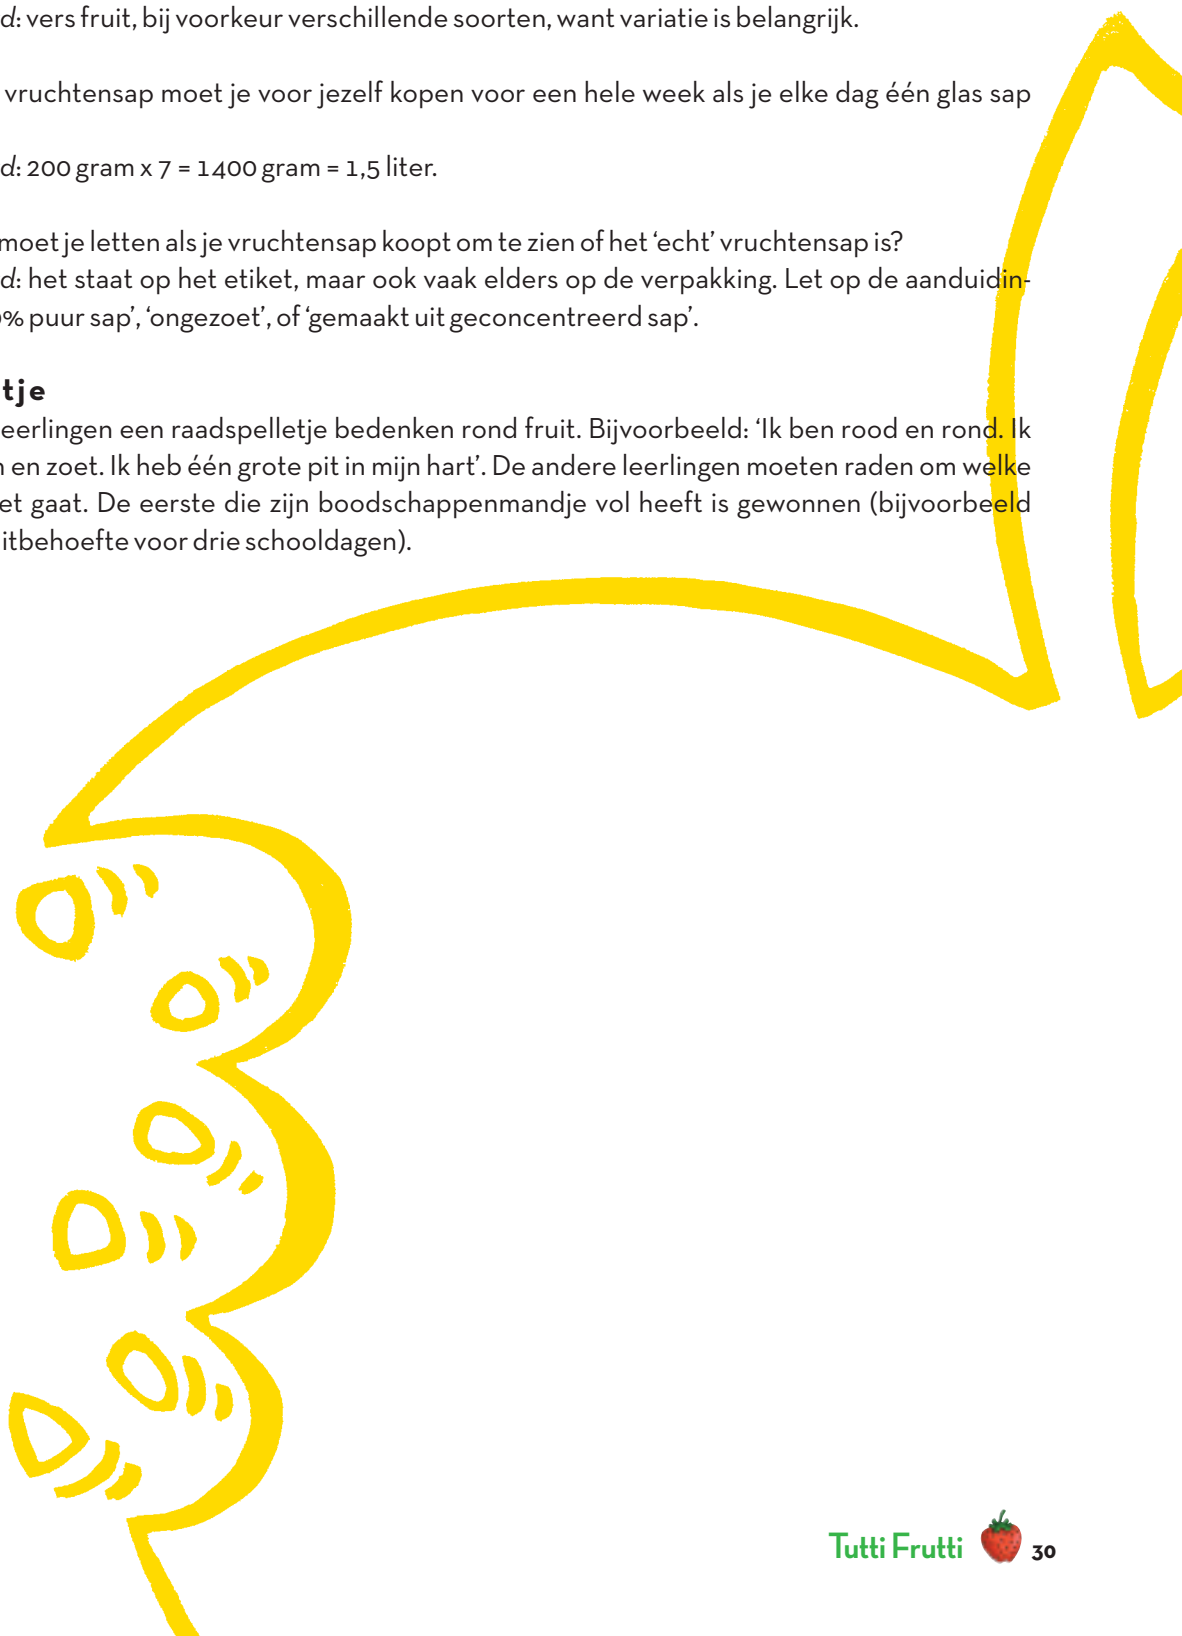 d: vers fruit, bij voorkeur verschillende soorten, want variatie is belangrijk.
vruchtensap moet je voor jezelf kopen voor een hele week als je elke dag één glas sap
d: 200 gram x 7 = 1400 gram = 1,5 liter.
moet je letten als je vruchtensap koopt om te zien of het ‘echt’ vruchtensap is?
d: het staat op het etiket, maar ook vaak elders op de verpakking. Let op de aanduidin-
% puur sap’, ‘ongezoet’, of ‘gemaakt uit geconcentreerd sap’.
tje
eerlingen een raadspelletje bedenken rond fruit. Bijvoorbeeld: ‘Ik ben rood en rond. Ik
en zoet. Ik heb één grote pit in mijn hart’. De andere leerlingen moeten raden om welke
et gaat. De eerste die zijn boodschappenmandje vol heeft is gewonnen (bijvoorbeeld
itbehoefte voor drie schooldagen).
Tutti Frutti 30